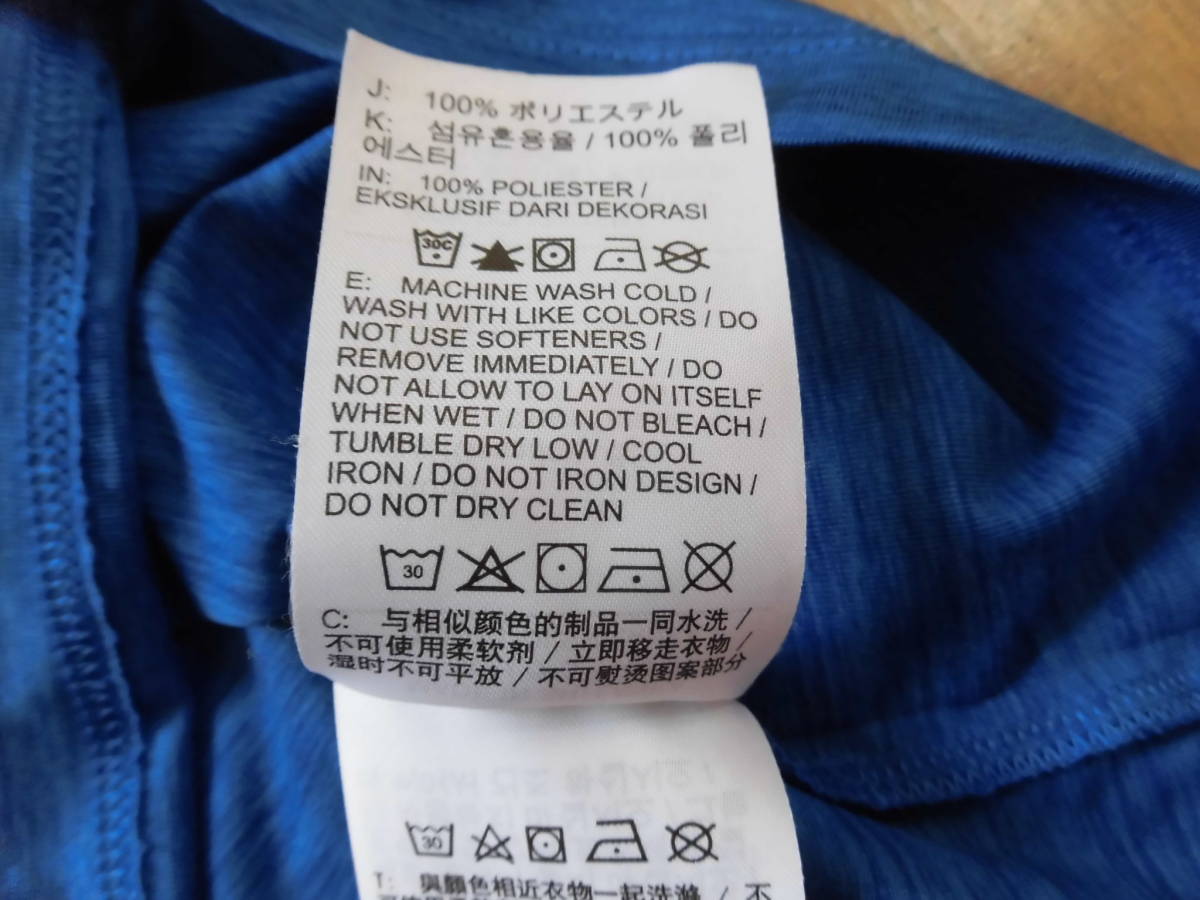 J: 100% ポリエステル
K: 섬유혼용율 / 100% 폴리
에스터
IN: 100% POLIESTER /
EKSKLUSIF DARI DEKORASI
30C
E: MACHINE WASH COLD /
WASH WITH LIKE COLORS / DO
NOT USE SOFTENERS /
REMOVE IMMEDIATELY / DO
NOT ALLOW TO LAY ON ITSELF
WHEN WET / DO NOT BLEACH /
TUMBLE DRY LOW / COOL
IRON / DO NOT IRON DESIGN /
DO NOT DRY CLEAN
30
C: 与相似颜色的制品一同水洗 /
不可使用柔软剂 / 立即移走衣物 /
湿时不可平放 / 不可熨烫图案部分
30
T: 與顏色相近衣物一起洗滌 / 不